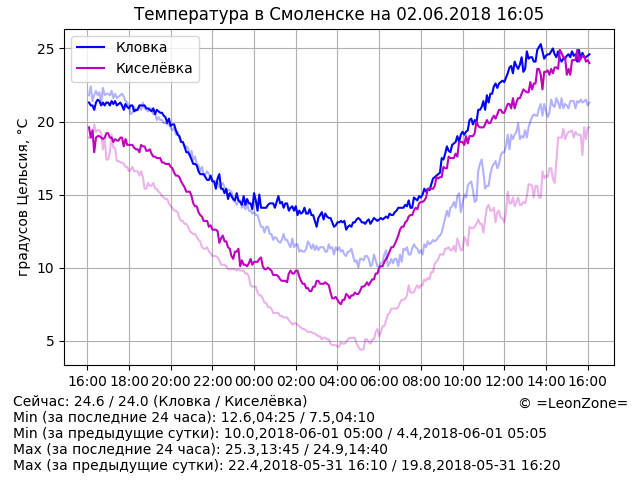 Температура в Смоленске на 02.06.2018 16:05
Кловка
Киселёвка
градусов Цельсия, °C
25
20
15
10
5
16:00 18:00 20:00 22:00 00:00 02:00 04:00 06:00 08:00 10:00 12:00 14:00 16:00
Сейчас: 24.6 / 24.0 (Кловка / Киселёвка)
© =LeonZone=
Min (за последние 24 часа): 12.6,04:25 / 7.5,04:10
Min (за предыдущие сутки): 10.0,2018-06-01 05:00 / 4.4,2018-06-01 05:05
Max (за последние 24 часа): 25.3,13:45 / 24.9,14:40
Max (за предыдущие сутки): 22.4,2018-05-31 16:10 / 19.8,2018-05-31 16:20